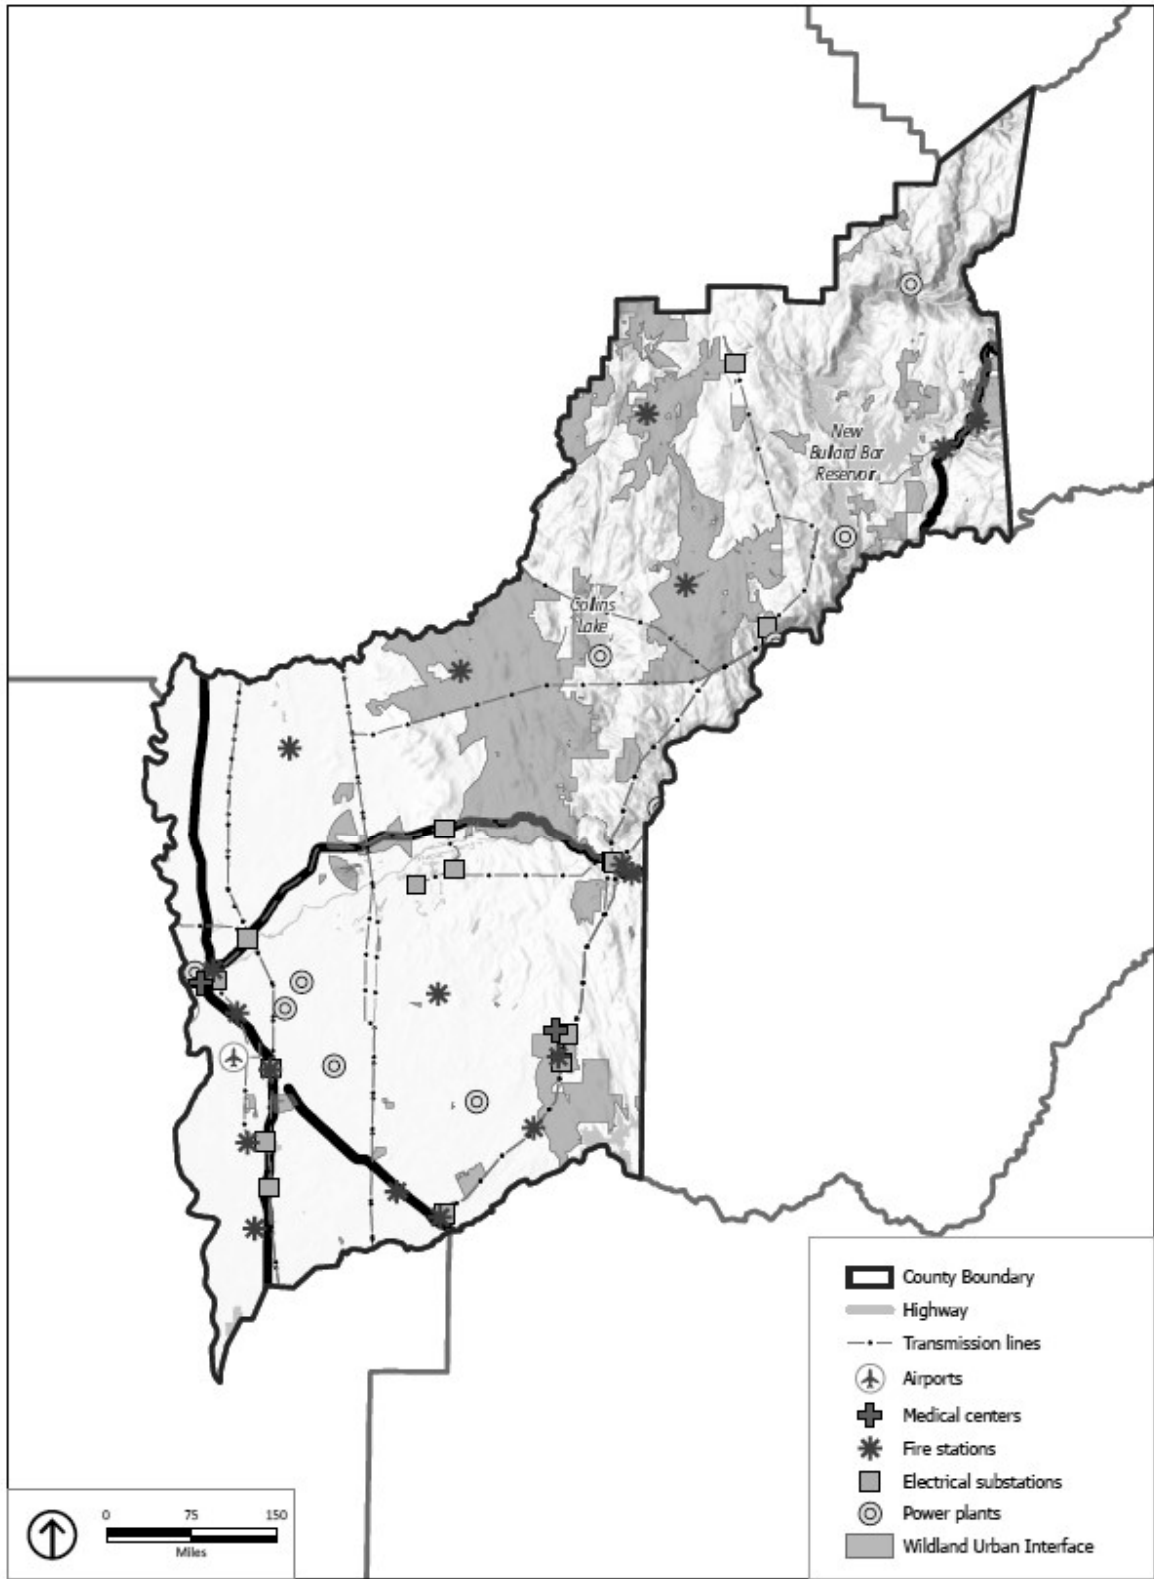 New
Bullard Bar
Reservoir
Collins
Lake
County Boundary
Highway
Transmission lines
Airports
Medical centers
Fire stations
Electrical substations
Power plants
Wildland Urban Interface
0 75 150
Miles